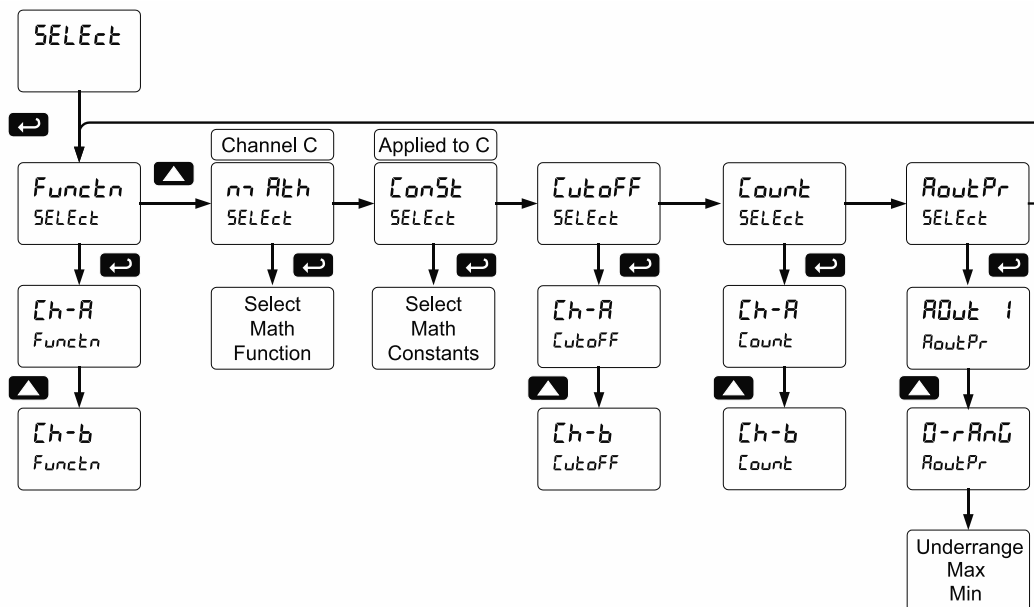 SELEct
Channel C
Applied to C
Functn
SELEct
MAth
SELEct
ConSt
SELEct
CutoFF
SELEct
Count
SELEct
AoutPr
SELEct
Ch-A
Functn
Select
Math
Function
Select
Math
Constants
Ch-A
CutoFF
Ch-A
Count
AOut 1
AoutPr
Ch-b
Functn
Ch-b
CutoFF
Ch-b
Count
O-rAnG
AoutPr
Underrange
Max
Min